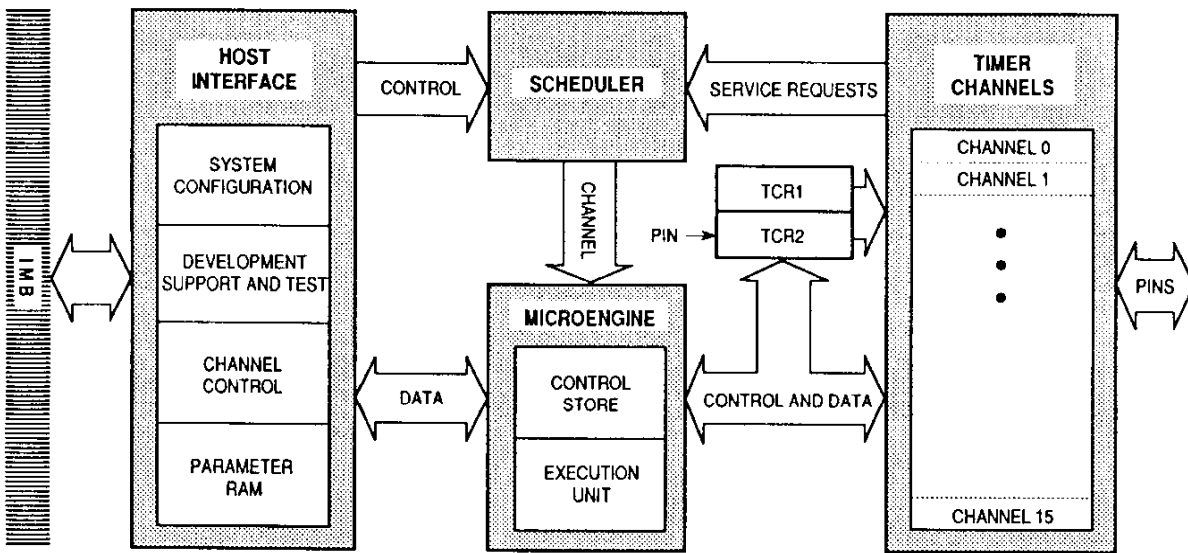 IMB
HOST
INTERFACE
SYSTEM
CONFIGURATION
DEVELOPMENT
SUPPORT AND TEST
CHANNEL
CONTROL
PARAMETER
RAM
CONTROL
SCHEDULER
SERVICE REQUESTS
CHANNEL
DATA
MICROENGINE
CONTROL
STORE
EXECUTION
UNIT
TCR1
PIN
TCR2
CONTROL AND DATA
TIMER
CHANNELS
CHANNEL 0
CHANNEL 1
CHANNEL 15
PINS